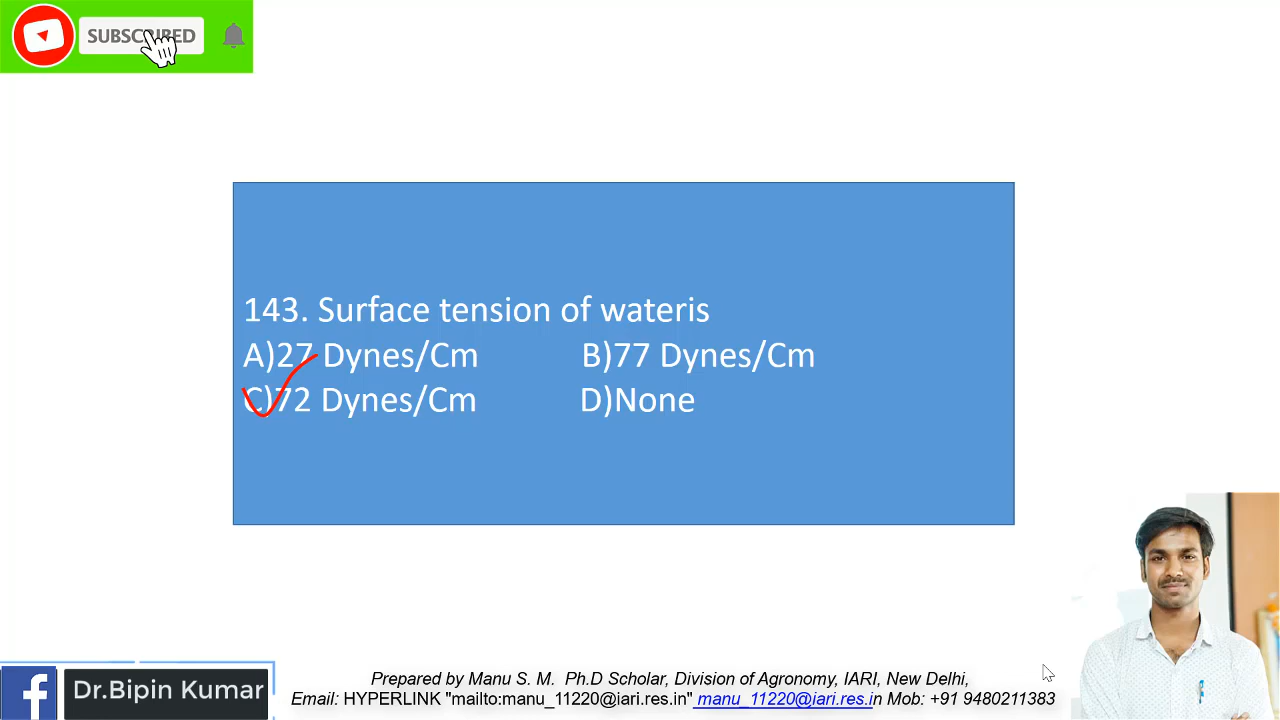 SUBSCRIBED
143. Surface tension of wateris
A)27 Dynes/Cm B)77 Dynes/Cm
C)72 Dynes/Cm D)None
Dr.Bipin Kumar
Prepared by Manu S. M. Ph.D Scholar, Division of Agronomy, IARI, New Delhi,
Email: HYPERLINK "mailto:manu_11220@iari.res.in" manu_11220@iari.res.in Mob: +91 9480211383